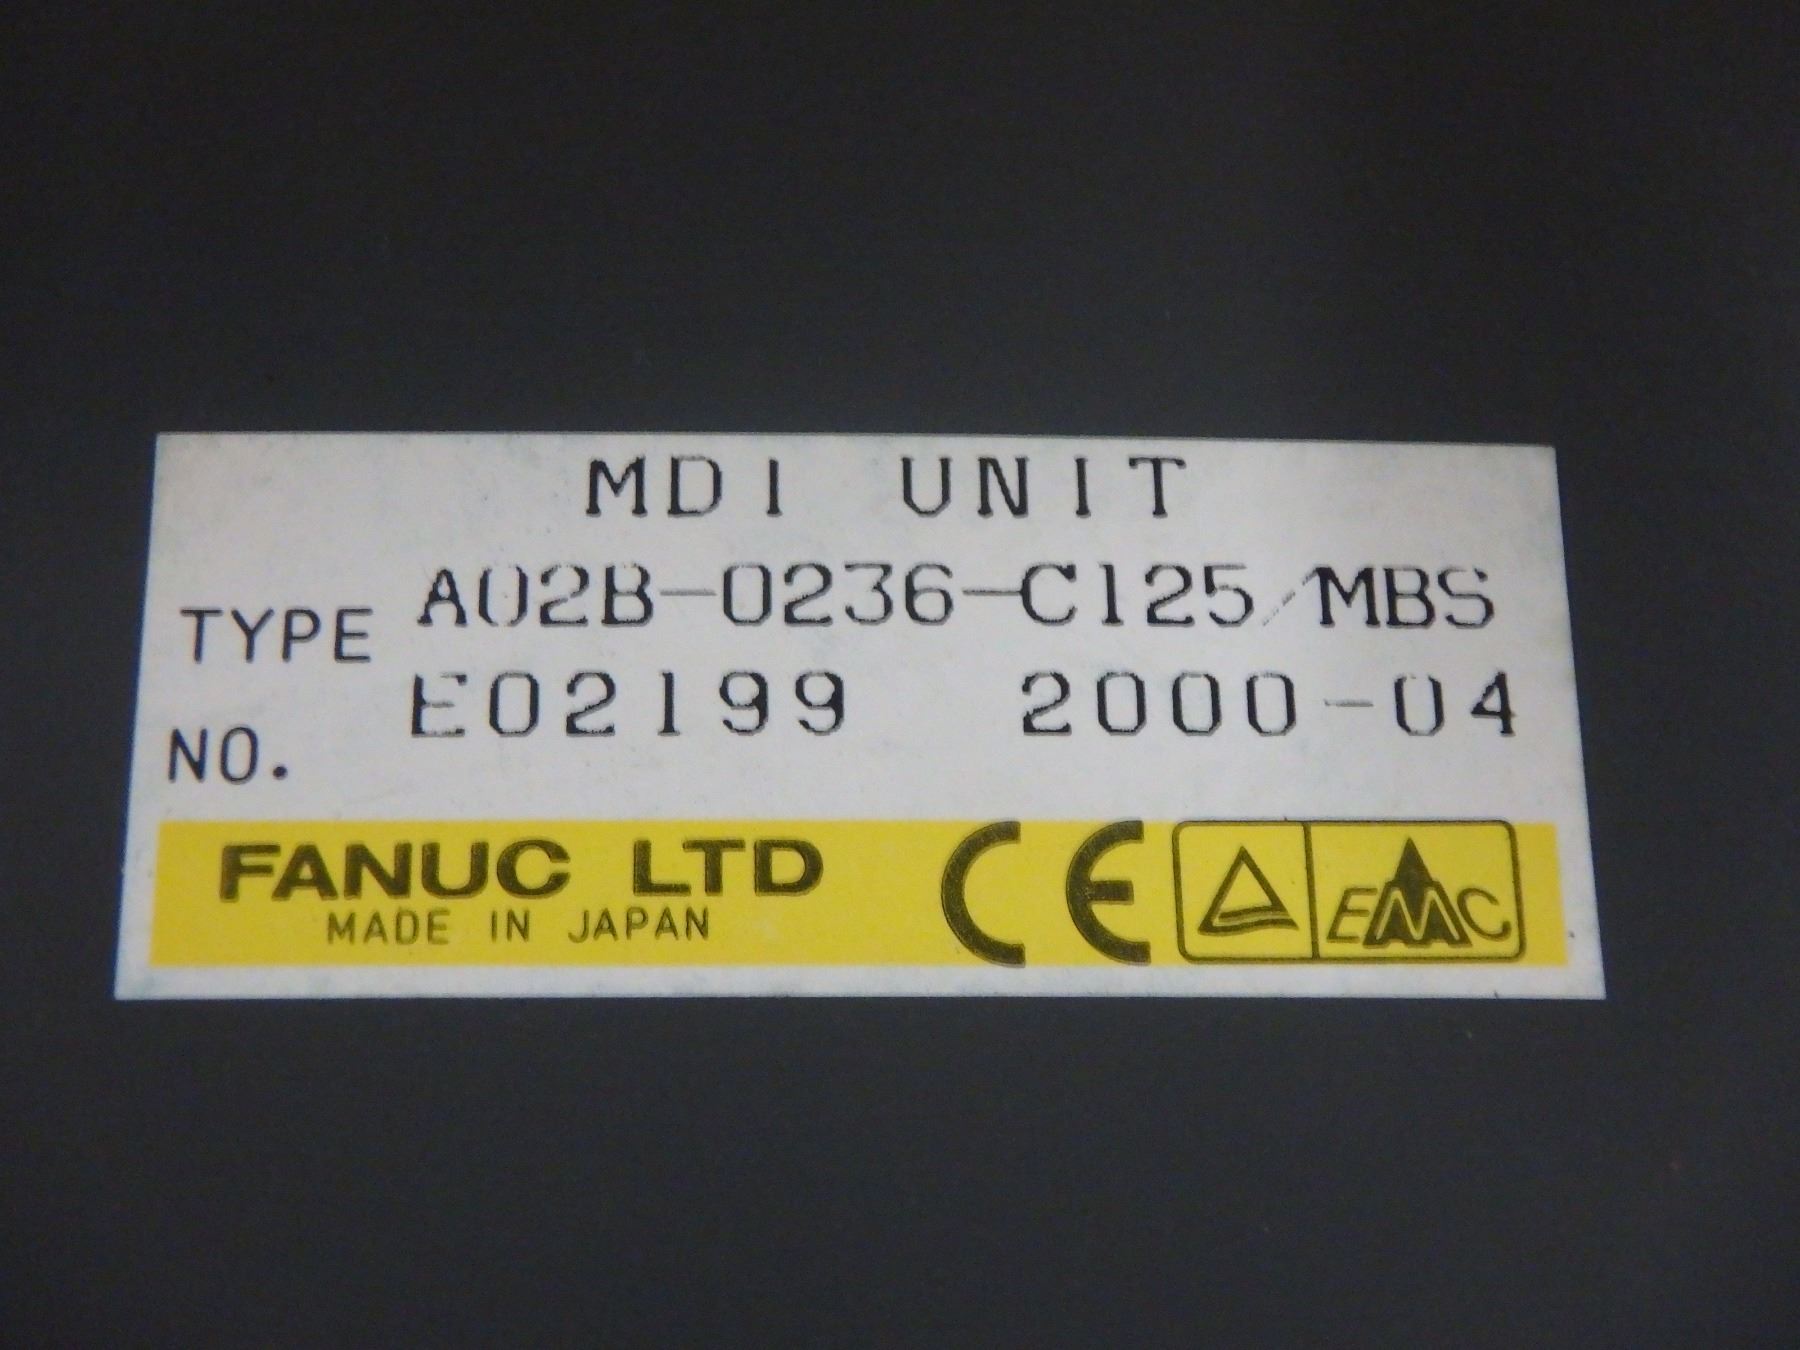 MDI UNIT
TYPE A02B-0236-C125/MBS
NO. E02199 2000-04
FANUC LTD
MADE IN JAPAN
CE
EMC